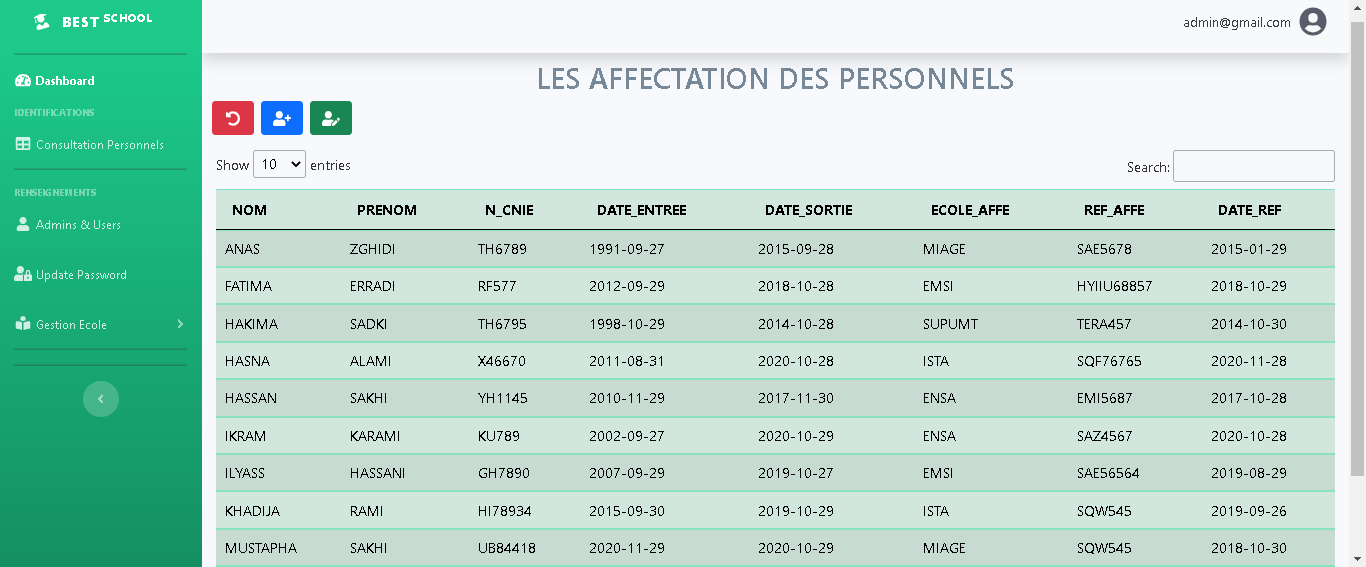 BEST SCHOOL
admin@gmail.com
Dashboard
IDENTIFICATIONS
Consultation Personnels
RENSEIGNEMENTS
Admins & Users
Update Password
Gestion Ecole
LES AFFECTATION DES PERSONNELS
Show 10 entries
Search:
NOM PRENOM N_CNIE DATE_ENTREE DATE_SORTIE ECOLE_AFFE REF_AFFE DATE_REF
ANAS ZGHIDI TH6789 1991-09-27 2015-09-28 MIAGE SAE5678 2015-01-29
FATIMA ERRADI RF577 2012-09-29 2018-10-28 EMSI HYIIU68857 2018-10-29
HAKIMA SADKI TH6795 1998-10-29 2014-10-28 SUPUMT TERA457 2014-10-30
HASNA ALAMI X46670 2011-08-31 2020-10-28 ISTA SQF76765 2020-11-28
HASSAN SAKHI YH1145 2010-11-29 2017-11-30 ENSA EMI5687 2017-10-28
IKRAM KARAMI KU789 2002-09-27 2020-10-29 ENSA SAZ4567 2020-10-28
ILYASS HASSANI GH7890 2007-09-29 2019-10-27 EMSI SAE56564 2019-08-29
KHADIJA RAMI HI78934 2015-09-30 2019-10-29 ISTA SQW545 2019-09-26
MUSTAPHA SAKHI UB84418 2020-11-29 2020-10-29 MIAGE SQW545 2018-10-30